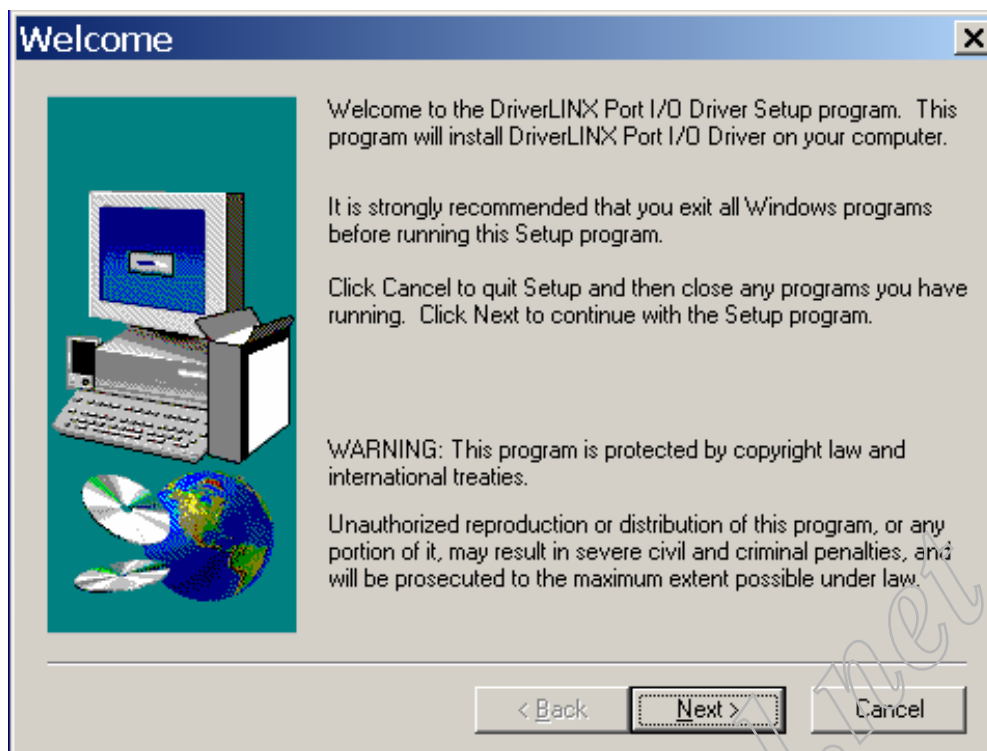 Welcome
Welcome to the DriverLINX Port I/O Driver Setup program. This
program will install DriverLINX Port I/O Driver on your computer.
It is strongly recommended that you exit all Windows programs
before running this Setup program.
Click Cancel to quit Setup and then close any programs you have
running. Click Next to continue with the Setup program.
WARNING: This program is protected by copyright law and
international treaties.
Unauthorized reproduction or distribution of this program, or any
portion of it, may result in severe civil and criminal penalties, and
will be prosecuted to the maximum extent possible under law.
< Back Next > Cancel